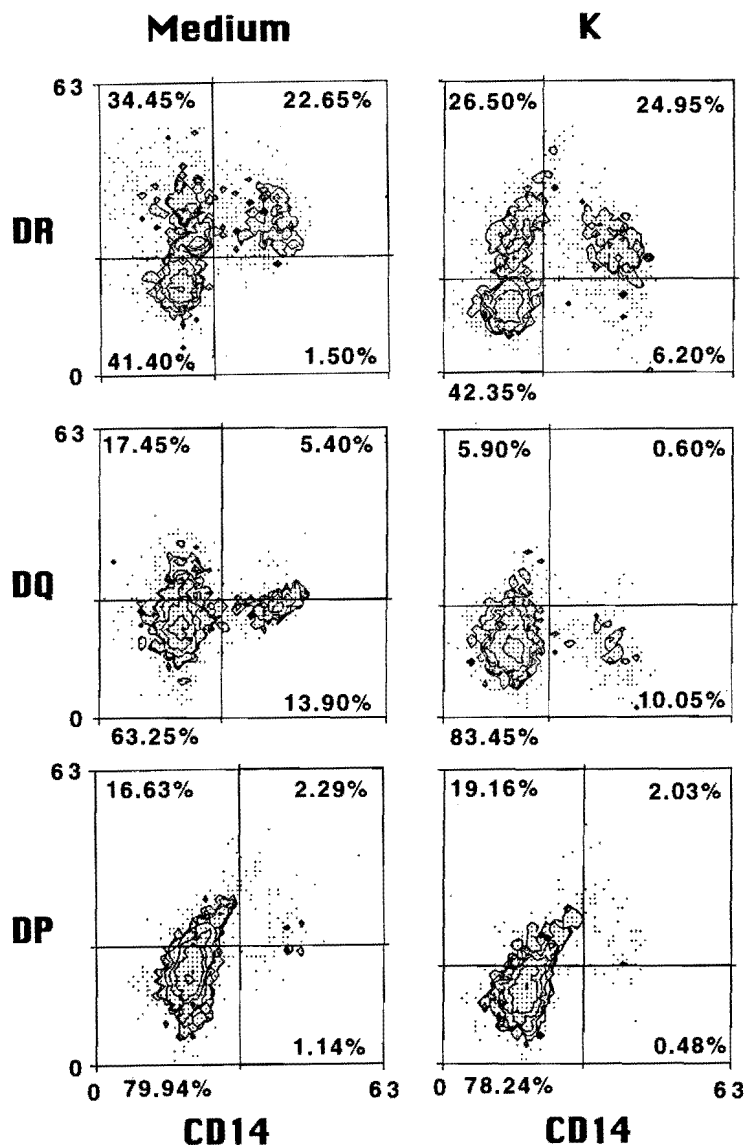 Medium K
63 34.45% 22.65% 26.50% 24.95%
DR
41.40% 1.50% 6.20%
0 42.35%
63 17.45% 5.40% 5.90% 0.60%
DQ
13.90% 10.05%
0 63.25% 83.45%
63 16.63% 2.29% 19.16% 2.03%
DP
1.14% 0.48%
0
0 79.94% 63 0 78.24% 63
CD14 CD14